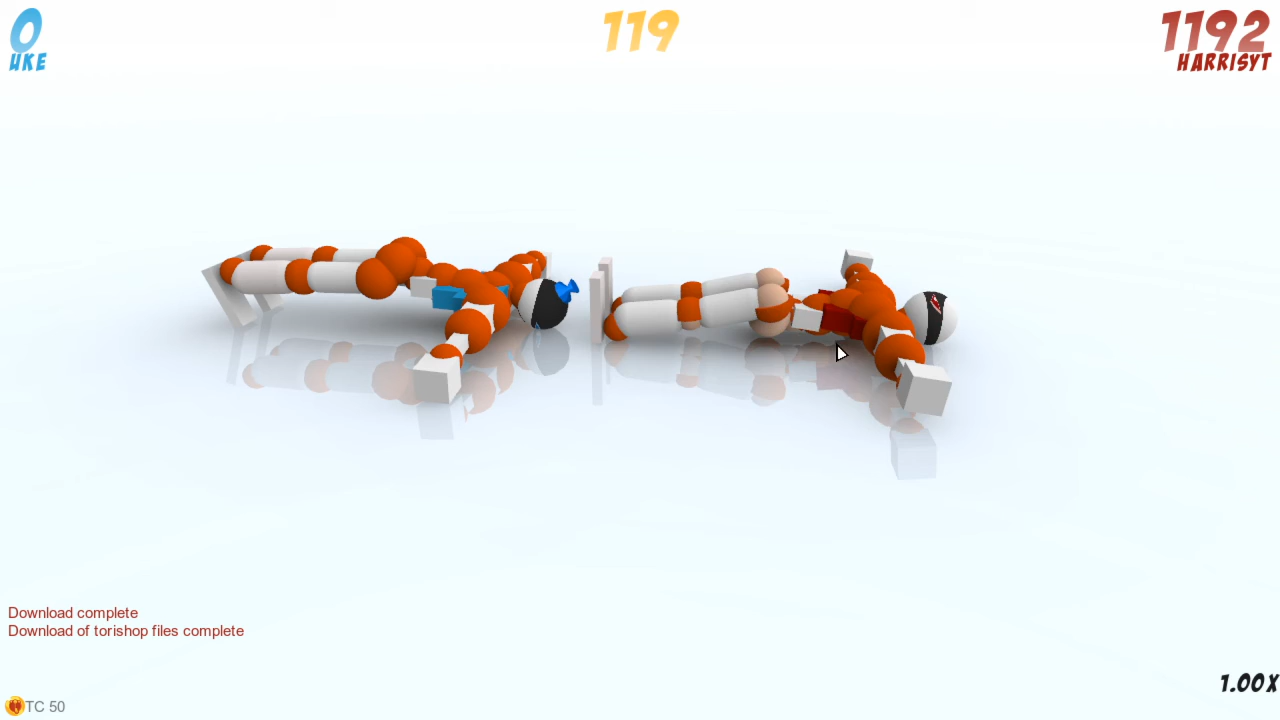 0
UKE
119
1192
HARRISYT
Download complete
Download of torishop files complete
1.00X
TC 50